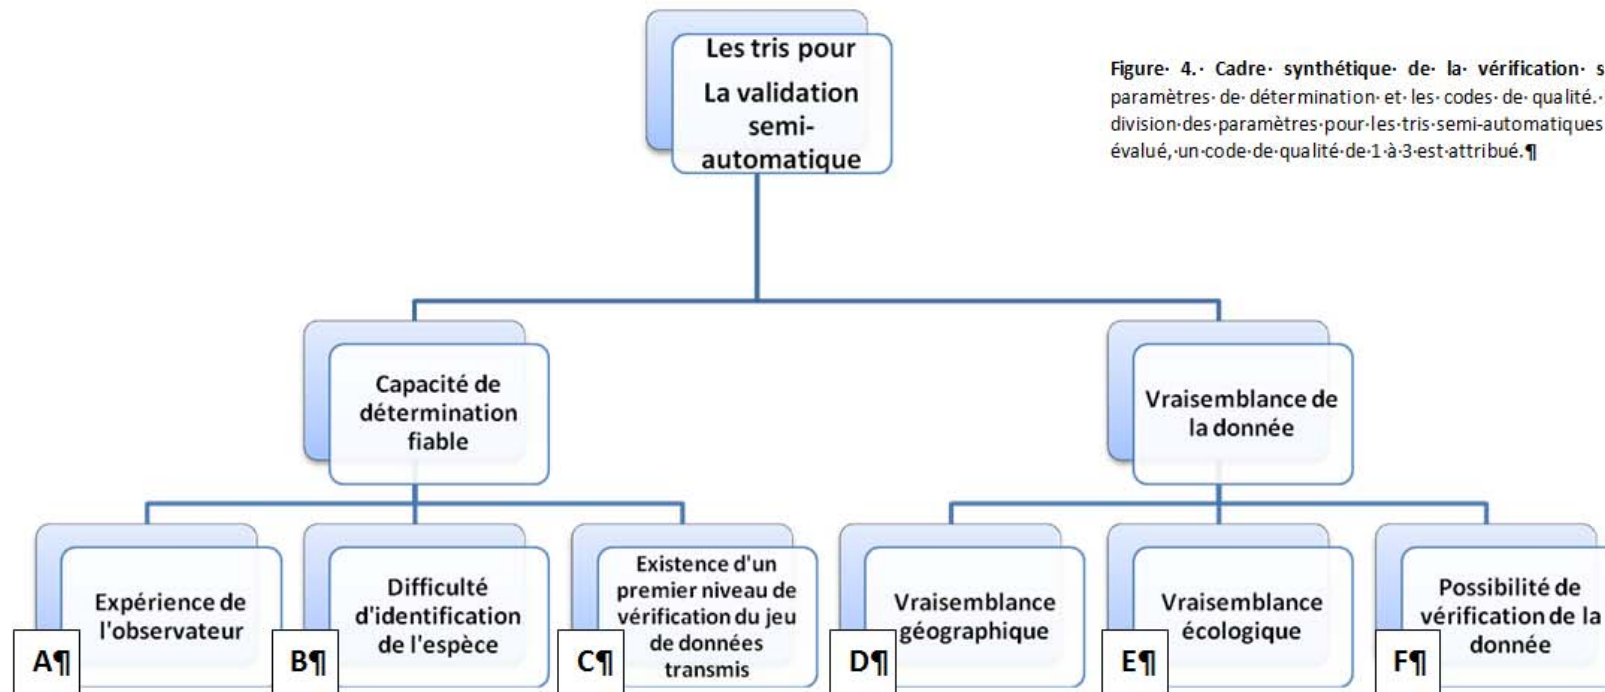 Les tris pour
La validation
semi-
automatique
Figure· 4.· Cadre· synthétique· de· la· vérification· s
paramètres·de·détermination·et·les·codes·de·qualité.·
division·des·paramètres·pour·les·tris·semi-automatiques
évalué,·un·code·de·qualité·de·1·à·3·est·attribué.¶
Capacité de
détermination
fiable
Vraisemblance de
la donnée
Expérience de
l'observateur
A¶
Difficulté
d'identification
de l'espèce
B¶
Existence d'un
premier niveau de
vérification du jeu
de données
transmis
C¶
Vraisemblance
géographique
D¶
Vraisemblance
écologique
E¶
Possibilité de
vérification de la
donnée
F¶